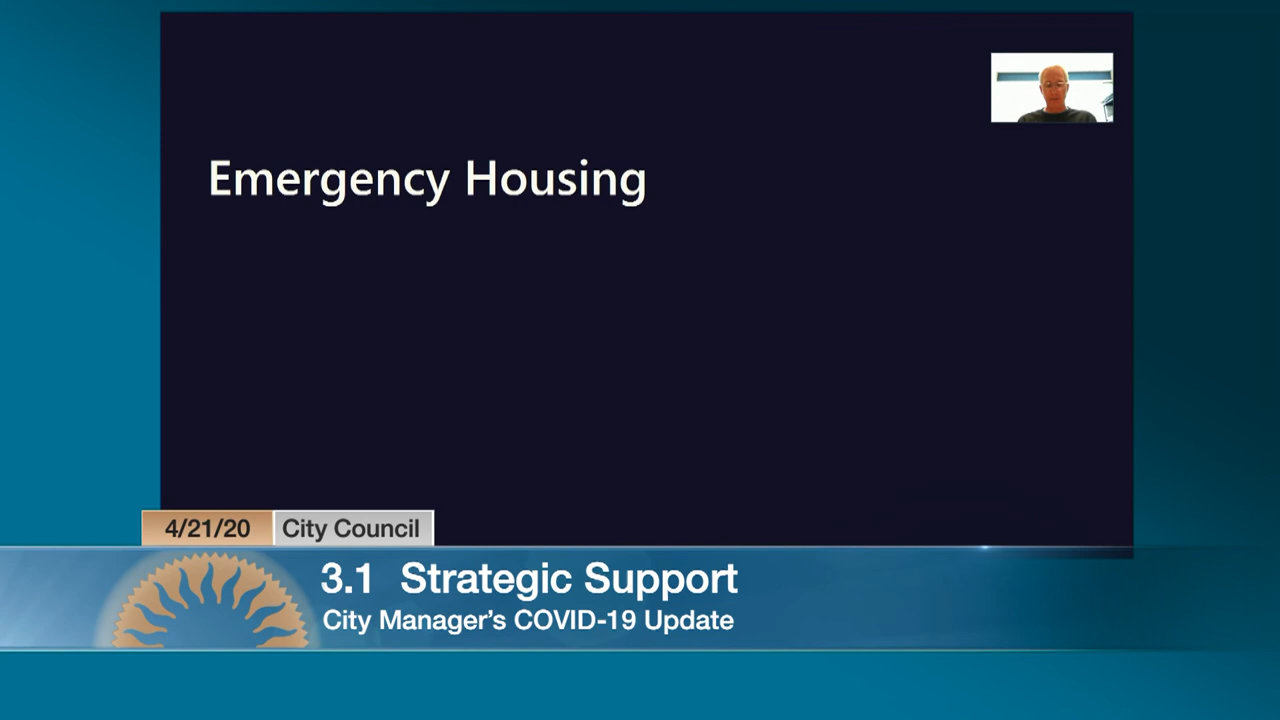 Emergency Housing
4/21/20 City Council
3.1 Strategic Support
City Manager's COVID-19 Update